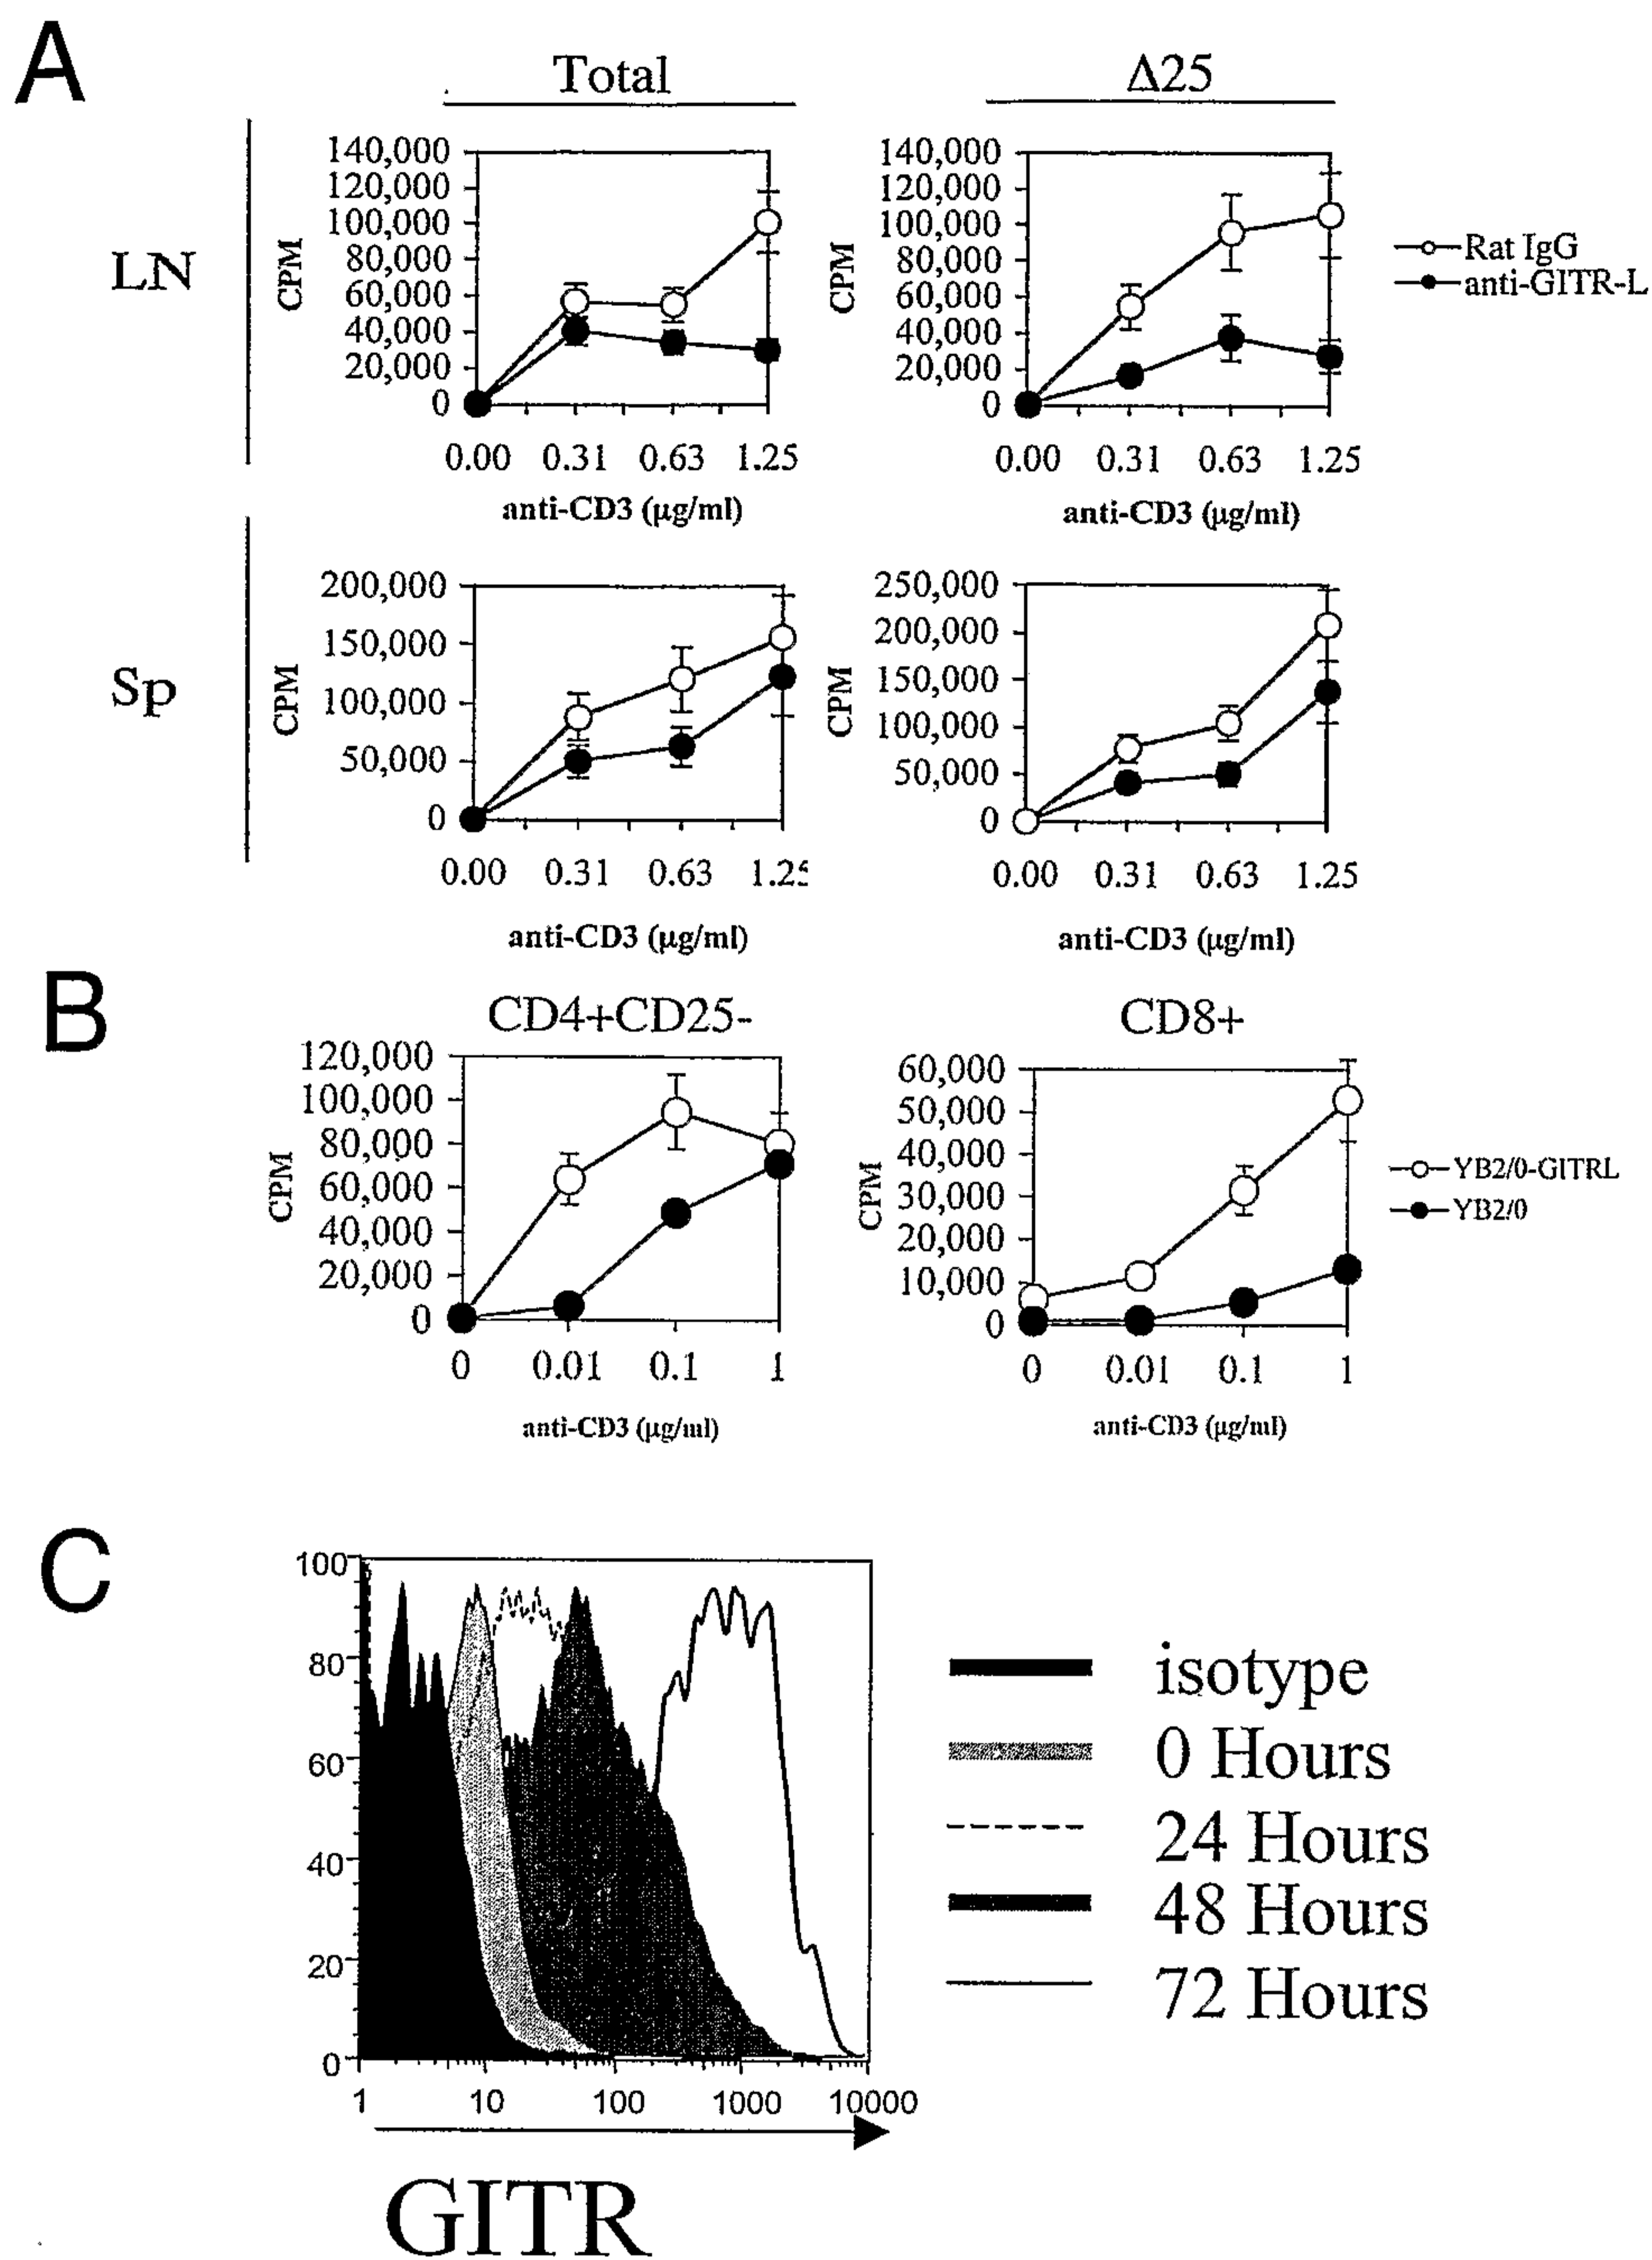 A
Total
Δ25
LN
140,000
120,000
100,000
80,000
60,000
40,000
20,000
0
CPM
0.00 0.31 0.63 1.25
anti-CD3 (μg/ml)
140,000
120,000
100,000
80,000
60,000
40,000
20,000
0
CPM
0.00 0.31 0.63 1.25
anti-CD3 (μg/ml)
Rat IgG
anti-GITR-L
Sp
200,000
150,000
100,000
50,000
0
CPM
0.00 0.31 0.63 1.25
anti-CD3 (μg/ml)
250,000
200,000
150,000
100,000
50,000
0
CPM
0.00 0.31 0.63 1.25
anti-CD3 (μg/ml)
B
CD4+CD25-
120,000
100,000
80,000
60,000
40,000
20,000
0
CPM
0 0.01 0.1 1
anti-CD3 (μg/ml)
CD8+
60,000
50,000
40,000
30,000
20,000
10,000
0
CPM
0 0.01 0.1 1
anti-CD3 (μg/ml)
YB2/0-GITRL
YB2/0
C
100
80
60
40
20
0
1 10 100 1000 10000
GITR
isotype
0 Hours
24 Hours
48 Hours
72 Hours